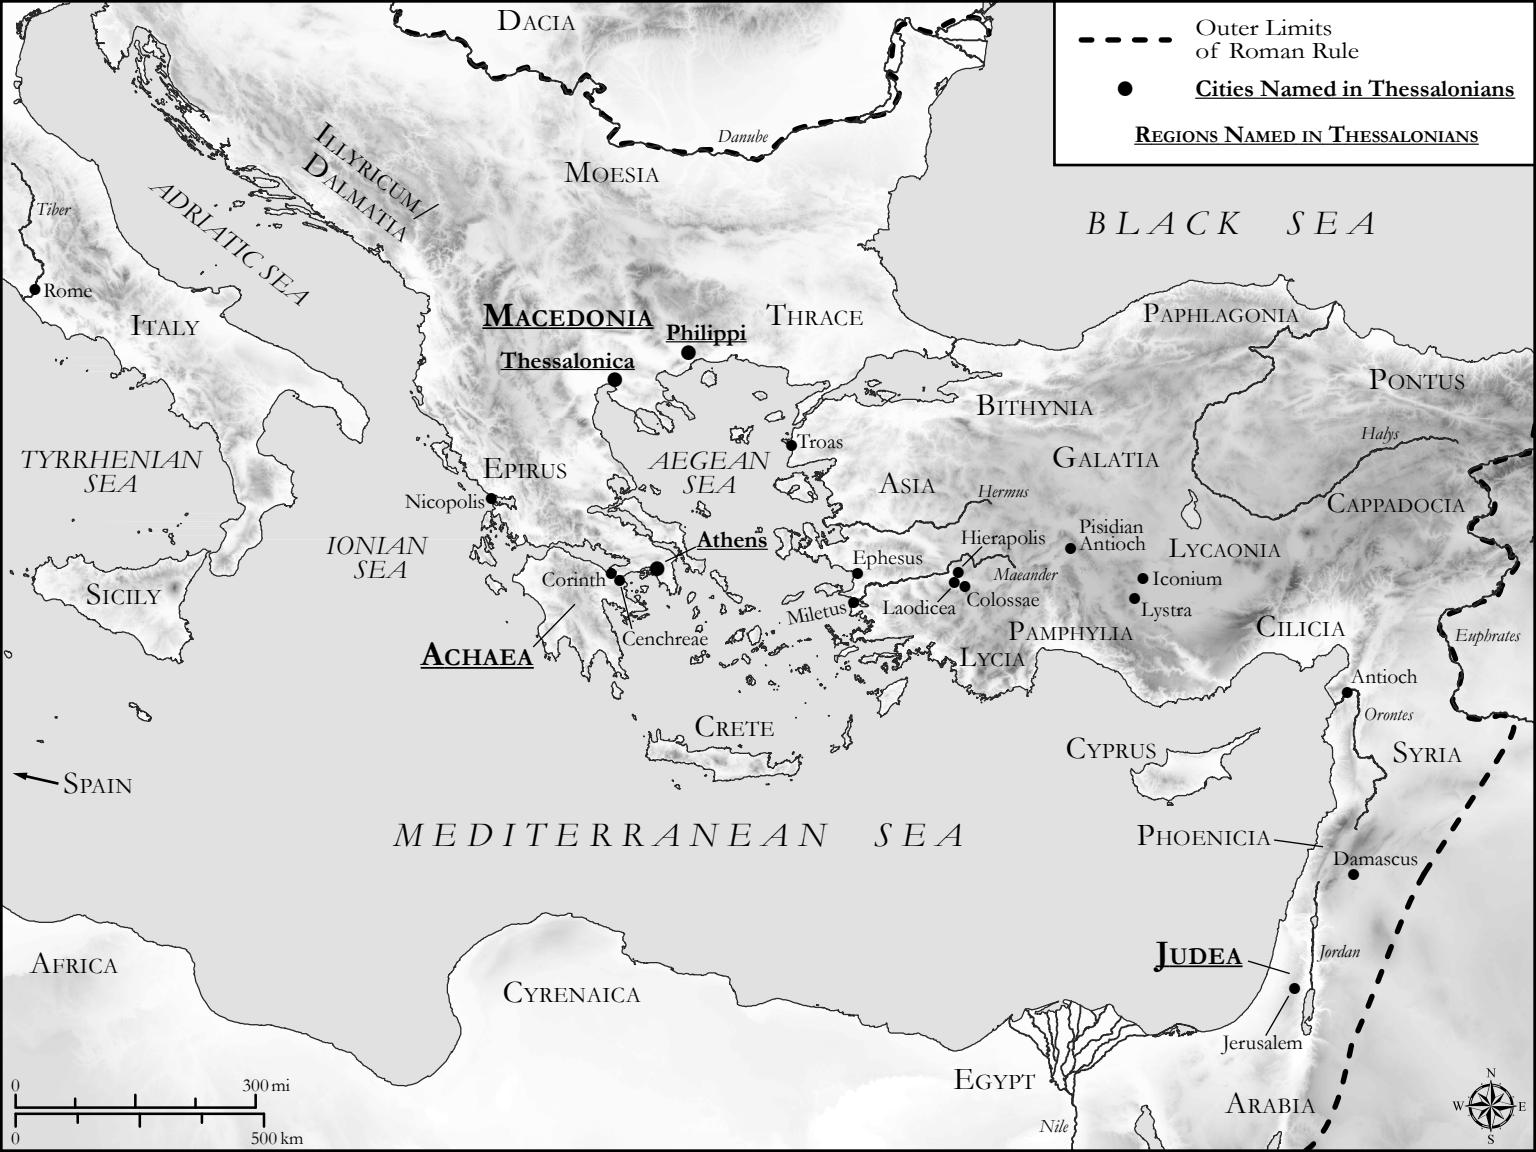 DACIA
Outer Limits
of Roman Rule
Cities Named in Thessalonians
REGIONS NAMED IN THESSALONIANS
Danube
MOESIA
ILLYRICUM/
DALMATIA
Tiber
ADRIATIC SEA
BLACK SEA
Rome
ITALY
MACEDONIA
Philippi
THRACE
PAPHLAGONIA
Thessalonica
PONTUS
BITHYNIA
Halys
Troas
TYRRHENIAN
SEA
EPIRUS
AEGEAN
SEA
GALATIA
ASIA
Hermus
CAPPADOCIA
Nicopolis
Pisidian
Antioch
IONIAN
SEA
Athens
Hierapolis
LYCAONIA
Ephesus
Maeander
Corinth
Iconium
SICILY
Laodicea
Colossae
Miletus
Lystra
Cenchreae
PAMPHYLIA
CILICIA
Euphrates
ACHAEA
LYCIA
Antioch
Orontes
CRETE
CYPRUS
SYRIA
SPAIN
MEDITERRANEAN SEA
PHOENICIA
Damascus
JUDEA
Jordan
AFRICA
CYRENAICA
Jerusalem
EGYPT
N
0 300 mi
ARABIA
W E
Nile
0 500 km
S